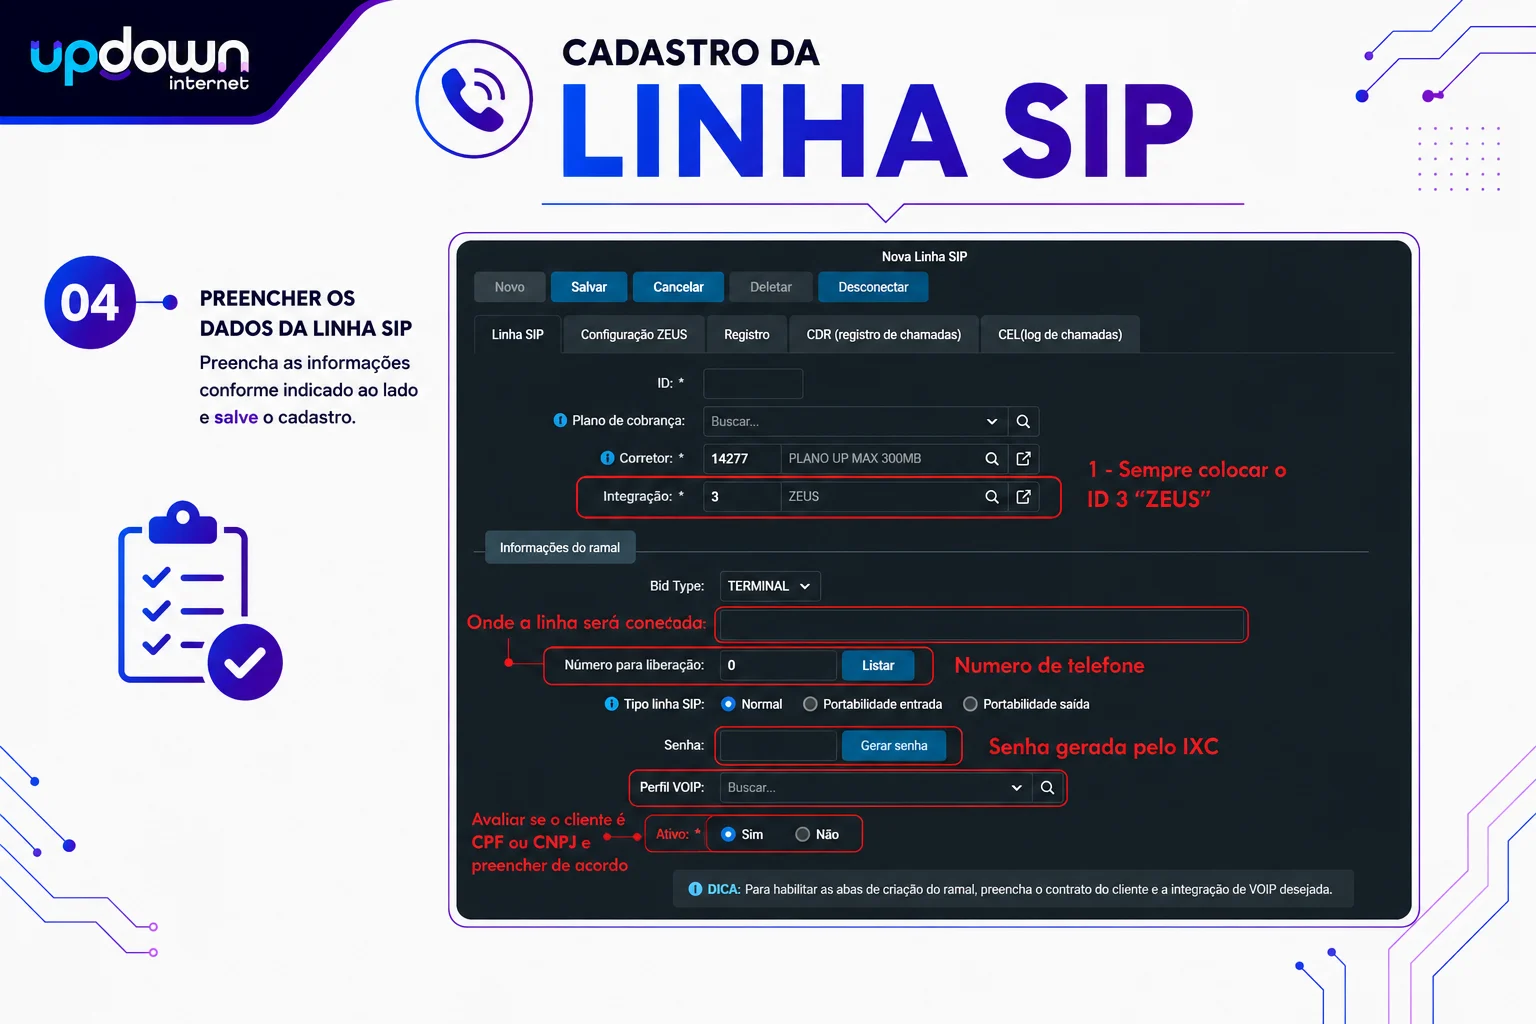 updown
internet
CADASTRO DA
LINHA SIP
04
PREENCHER OS
DADOS DA LINHA SIP
Preencha as informações
conforme indicado ao lado
e salve o cadastro.
Nova Linha SIP
Novo Salvar Cancelar Deletar Desconectar
Linha SIP Configuração ZEUS Registro CDR (registro de chamadas) CEL(log de chamadas)
ID: *
Plano de cobrança: Buscar...
Corretor: * 14277 PLANO UP MAX 300MB
Integração: * 3 ZEUS
1 - Sempre colocar o
ID 3 “ZEUS”
Informações do ramal
Bid Type: TERMINAL
Onde a linha será conectada:
Número para liberação: 0 Listar
Numero de telefone
Tipo linha SIP: Normal Portabilidade entrada Portabilidade saída
Senha: Gerar senha
Senha gerada pelo IXC
Perfil VOIP: Buscar...
Avaliar se o cliente é
CPF ou CNPJ e
preencher de acordo
Ativo: * Sim Não
DICA: Para habilitar as abas de criação do ramal, preencha o contrato do cliente e a integração de VOIP desejada.